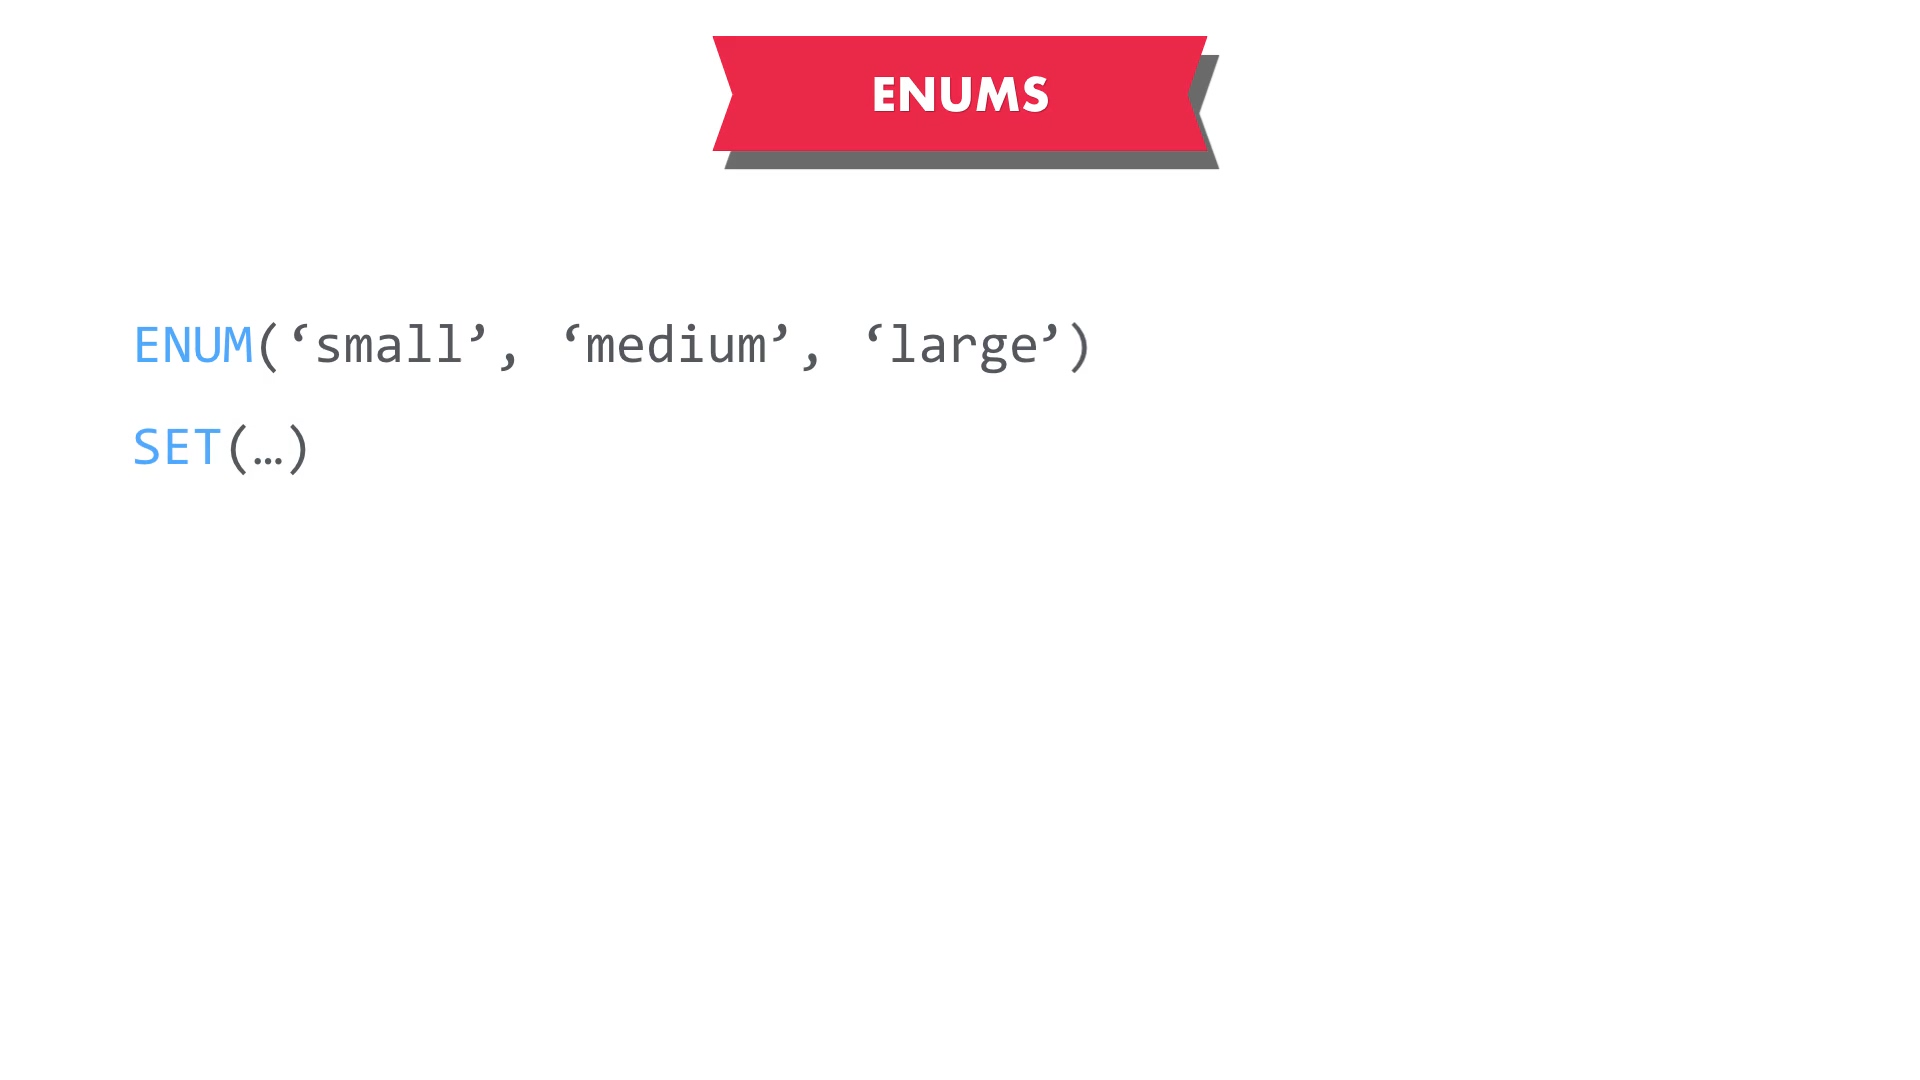 ENUMS
ENUM(‘small’, ‘medium’, ‘large’)
SET(…)